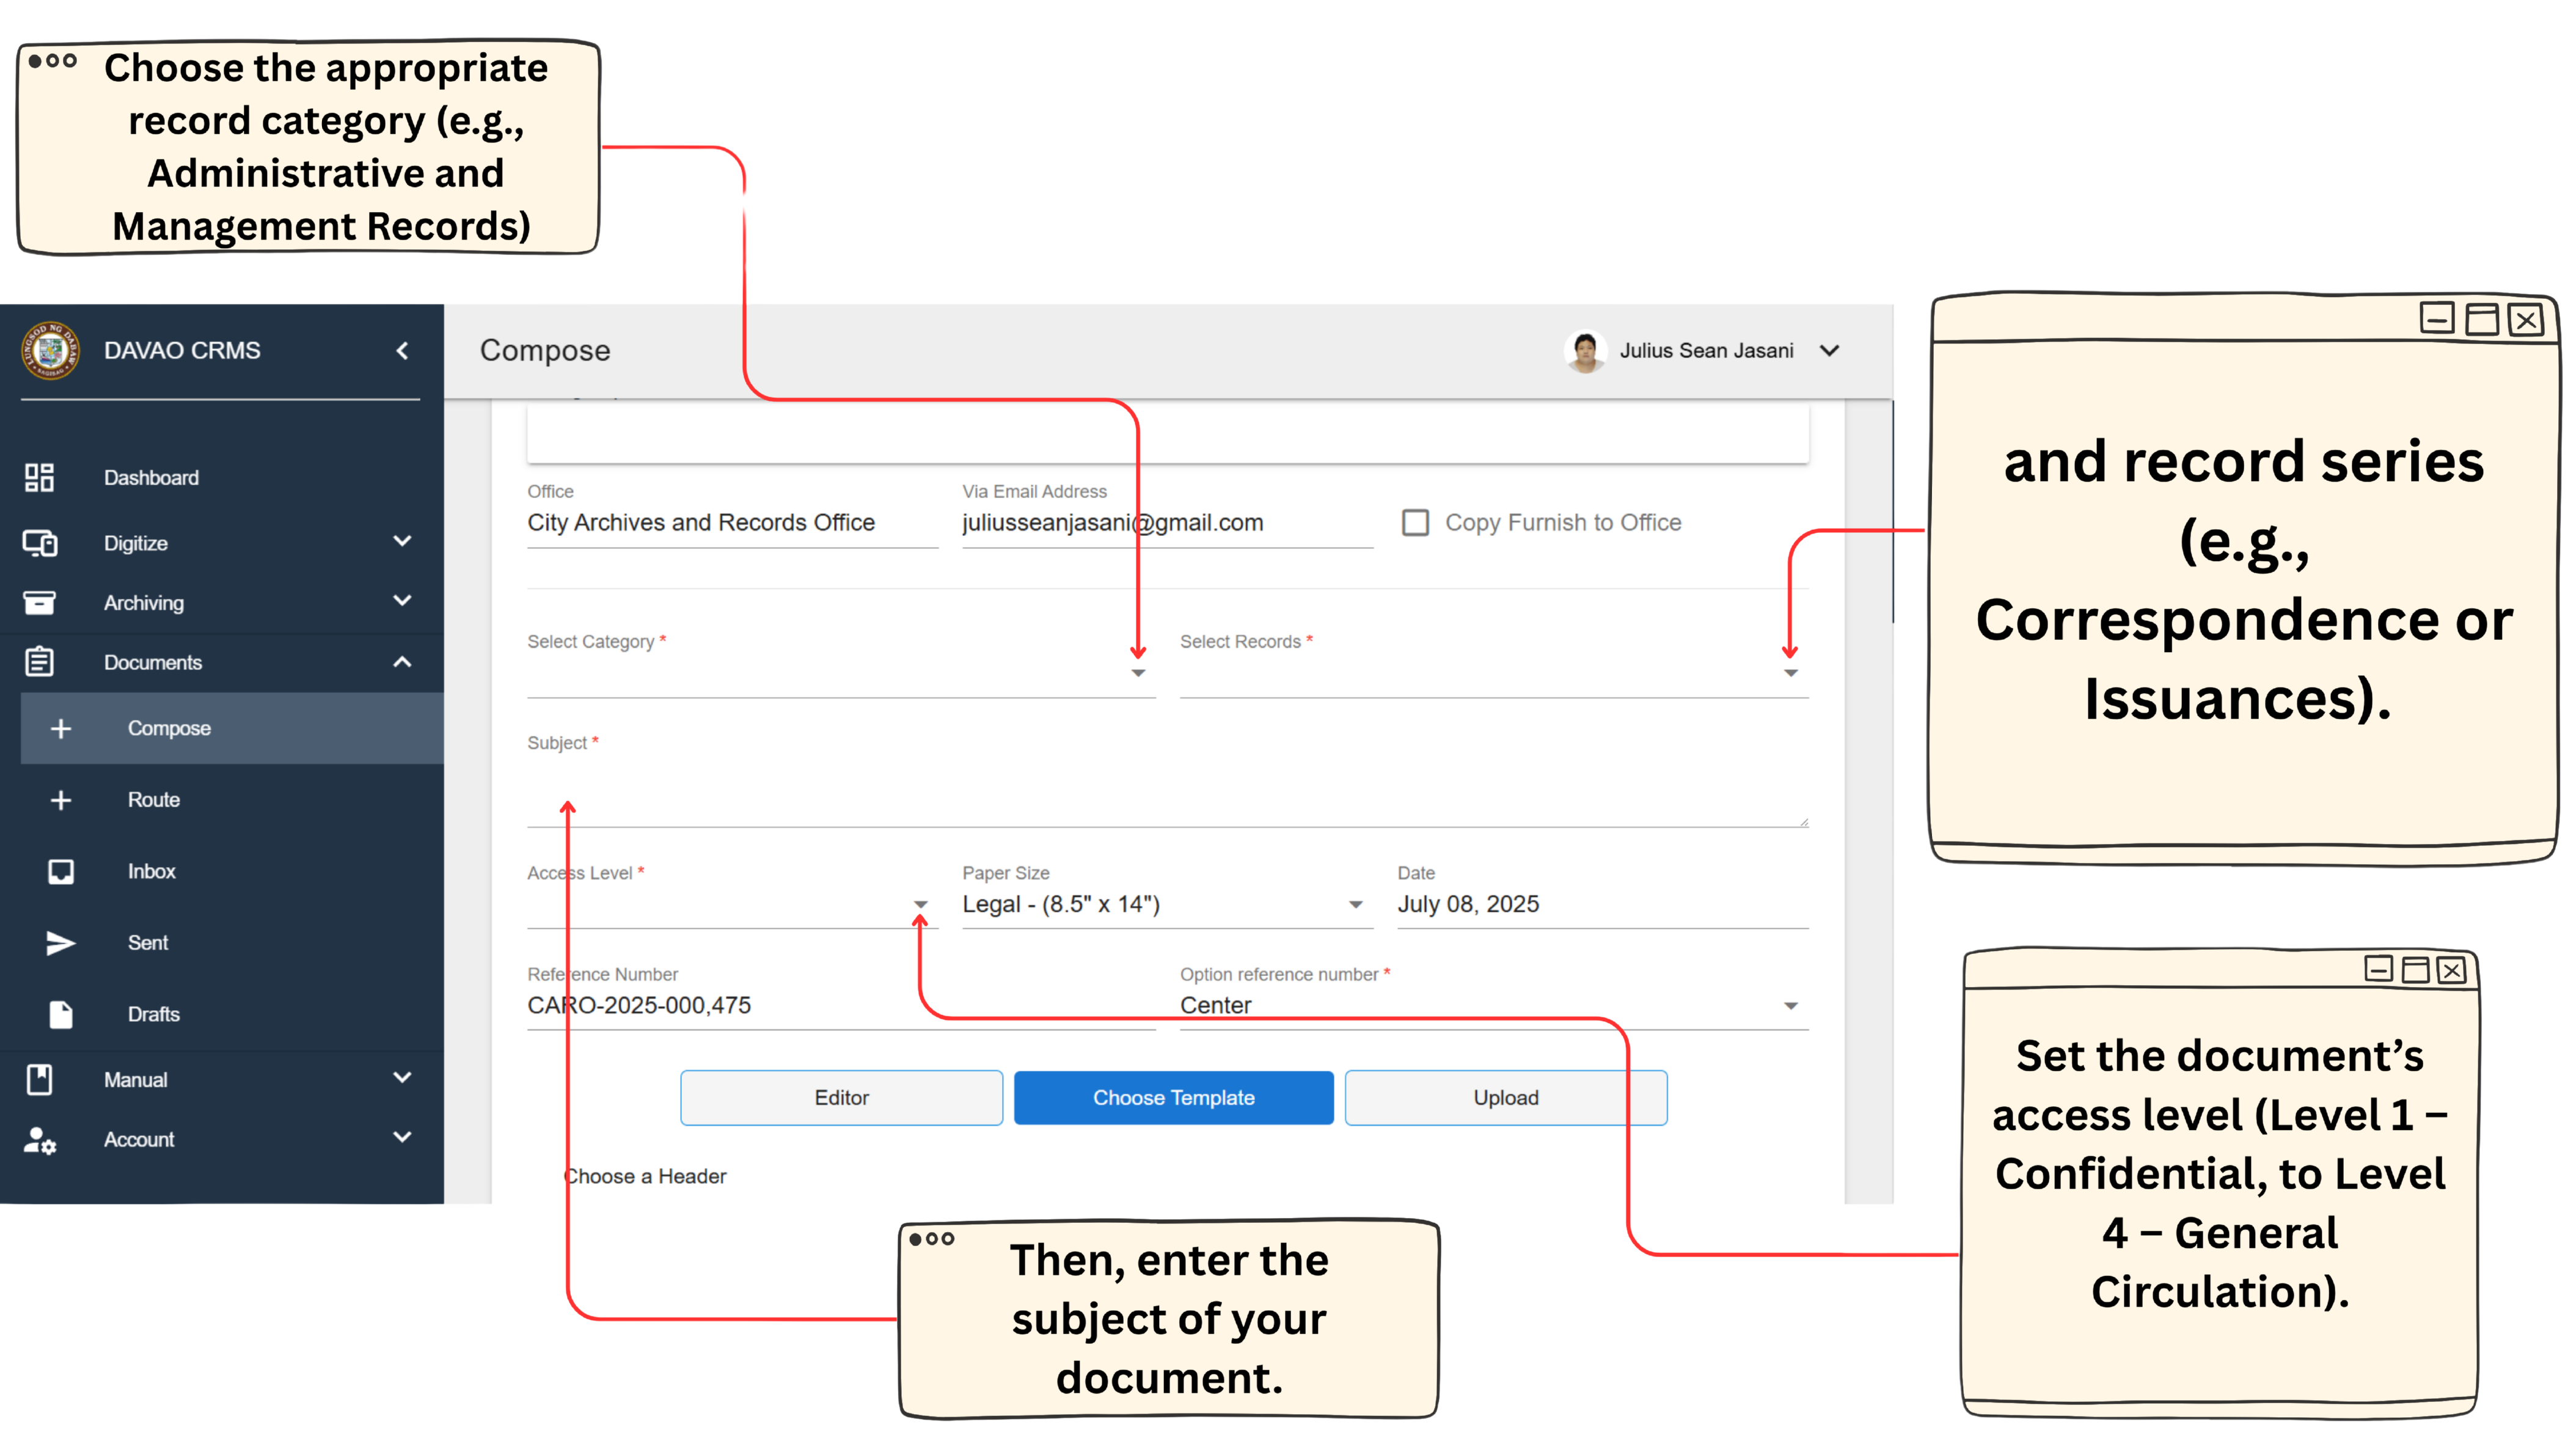 Choose the appropriate
record category (e.g.,
Administrative and
Management Records)
LUNGSOD NG DABAW
DAVAO CRMS
Compose
Julius Sean Jasani
Dashboard
Digitize
Archiving
Documents
Compose
Route
Inbox
Sent
Drafts
Manual
Account
Office
City Archives and Records Office
Via Email Address
juliusseanjasani@gmail.com
Copy Furnish to Office
Select Category *
Select Records *
Subject *
Access Level *
Paper Size
Legal - (8.5" x 14")
Date
July 08, 2025
Reference Number
CARO-2025-000,475
Option reference number *
Center
Editor
Choose Template
Upload
Choose a Header
and record series
(e.g.,
Correspondence or
Issuances).
Then, enter the
subject of your
document.
Set the document’s
access level (Level 1 –
Confidential, to Level
4 – General
Circulation).